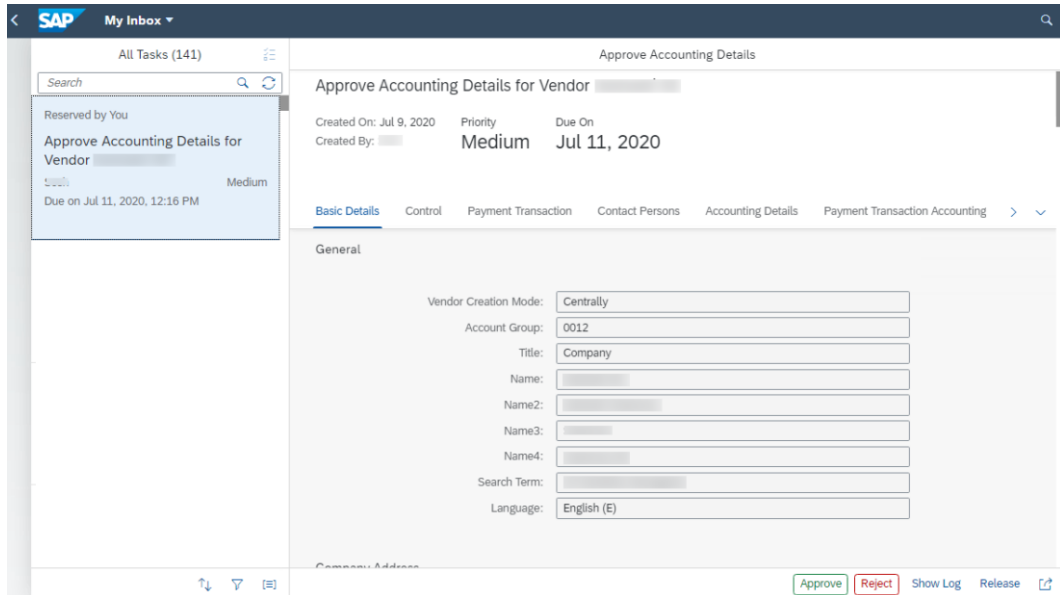 SAP My Inbox
All Tasks (141)
Search
Reserved by You
Approve Accounting Details for
Vendor
Medium
Due on Jul 11, 2020, 12:16 PM
Approve Accounting Details
Approve Accounting Details for Vendor
Created On: Jul 9, 2020 Priority Due On
Created By: Medium Jul 11, 2020
Basic Details Control Payment Transaction Contact Persons Accounting Details Payment Transaction Accounting
General
Vendor Creation Mode: Centrally
Account Group: 0012
Title: Company
Name:
Name2:
Name3:
Name4:
Search Term:
Language: English (E)
Company Address
Approve Reject Show Log Release